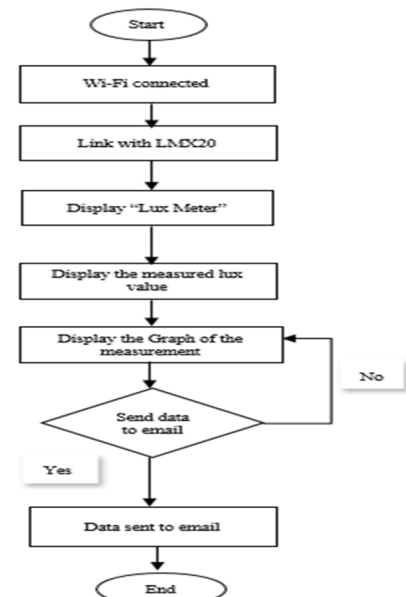 Start
Wi-Fi connected
Link with LMX20
Display “Lux Meter”
Display the measured lux
value
Display the Graph of the
measurement
No
Send data
to email
Yes
Data sent to email
End